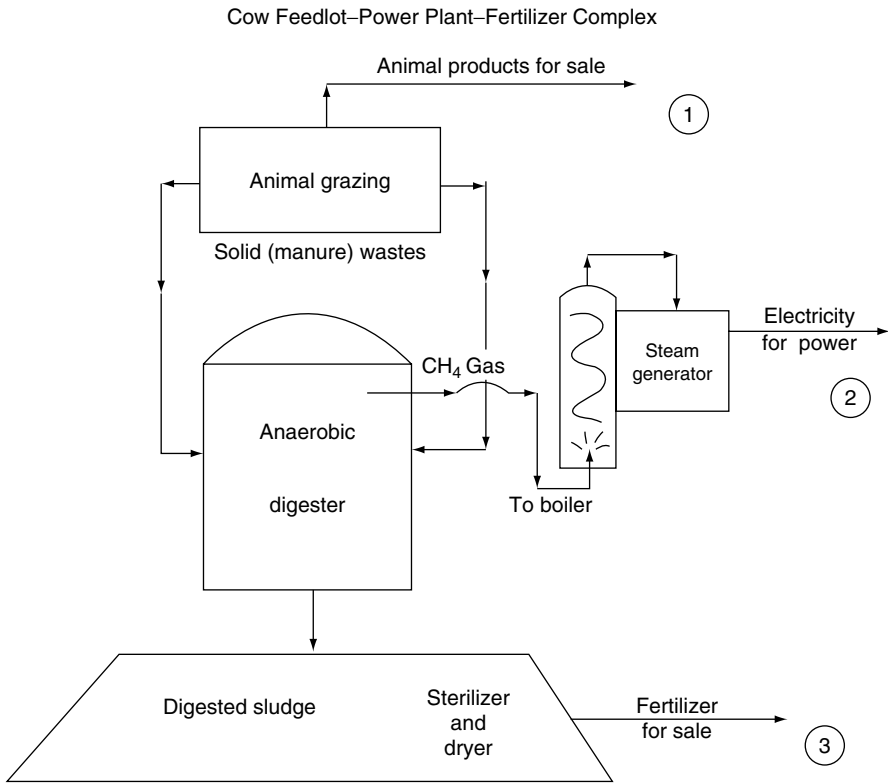 Cow Feedlot–Power Plant–Fertilizer Complex
Animal products for sale
1
Animal grazing
Solid (manure) wastes
Electricity
for power
Steam
generator
2
CH₄ Gas
Anaerobic
digester
To boiler
Digested sludge
Sterilizer
and
dryer
Fertilizer
for sale
3